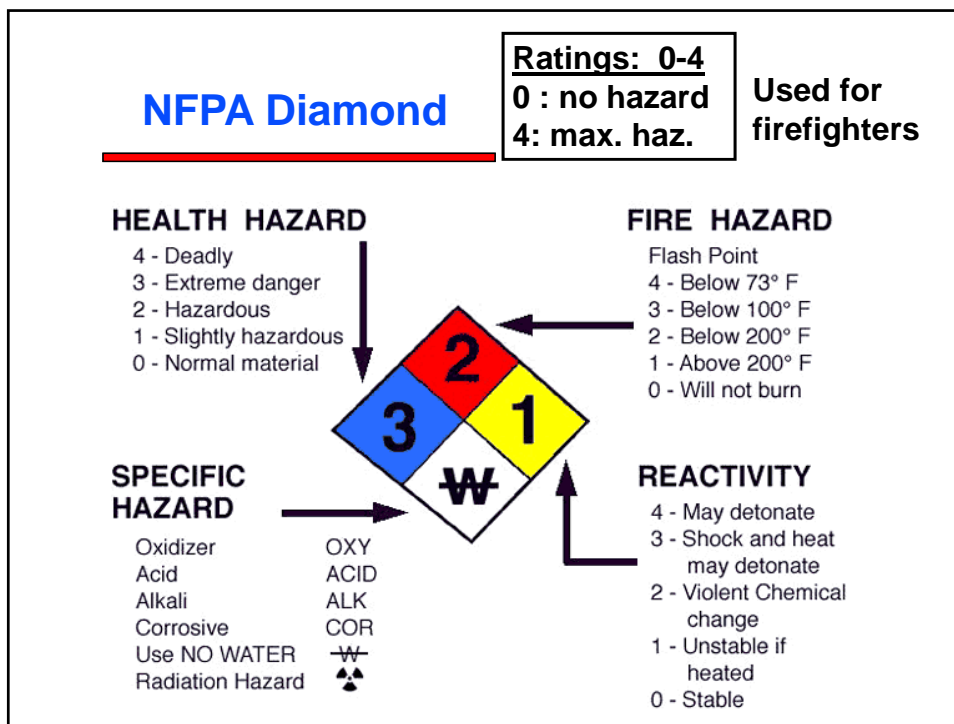 NFPA Diamond
Ratings: 0-4
0 : no hazard
4: max. haz.
Used for
firefighters
HEALTH HAZARD
4 - Deadly
3 - Extreme danger
2 - Hazardous
1 - Slightly hazardous
0 - Normal material
FIRE HAZARD
Flash Point
4 - Below 73° F
3 - Below 100° F
2 - Below 200° F
1 - Above 200° F
0 - Will not burn
2
3
1
W
SPECIFIC
HAZARD
Oxidizer OXY
Acid ACID
Alkali ALK
Corrosive COR
Use NO WATER W
Radiation Hazard
REACTIVITY
4 - May detonate
3 - Shock and heat
may detonate
2 - Violent Chemical
change
1 - Unstable if
heated
0 - Stable